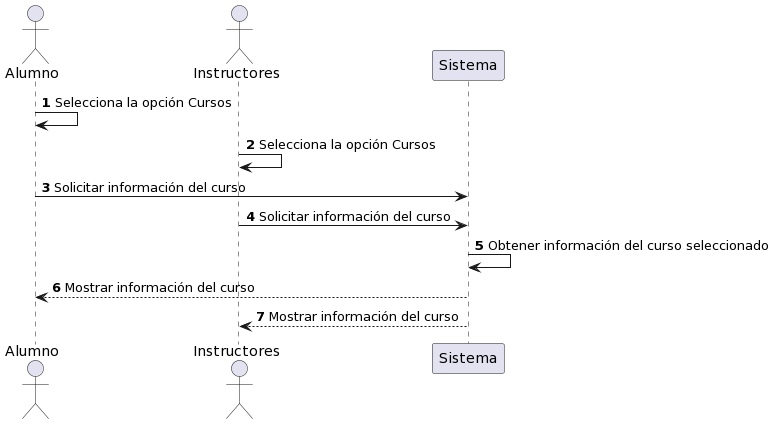 Alumno
Instructores
Sistema
1 Selecciona la opción Cursos
2 Selecciona la opción Cursos
3 Solicitar información del curso
4 Solicitar información del curso
5 Obtener información del curso seleccionado
6 Mostrar información del curso
7 Mostrar información del curso
Alumno
Instructores
Sistema